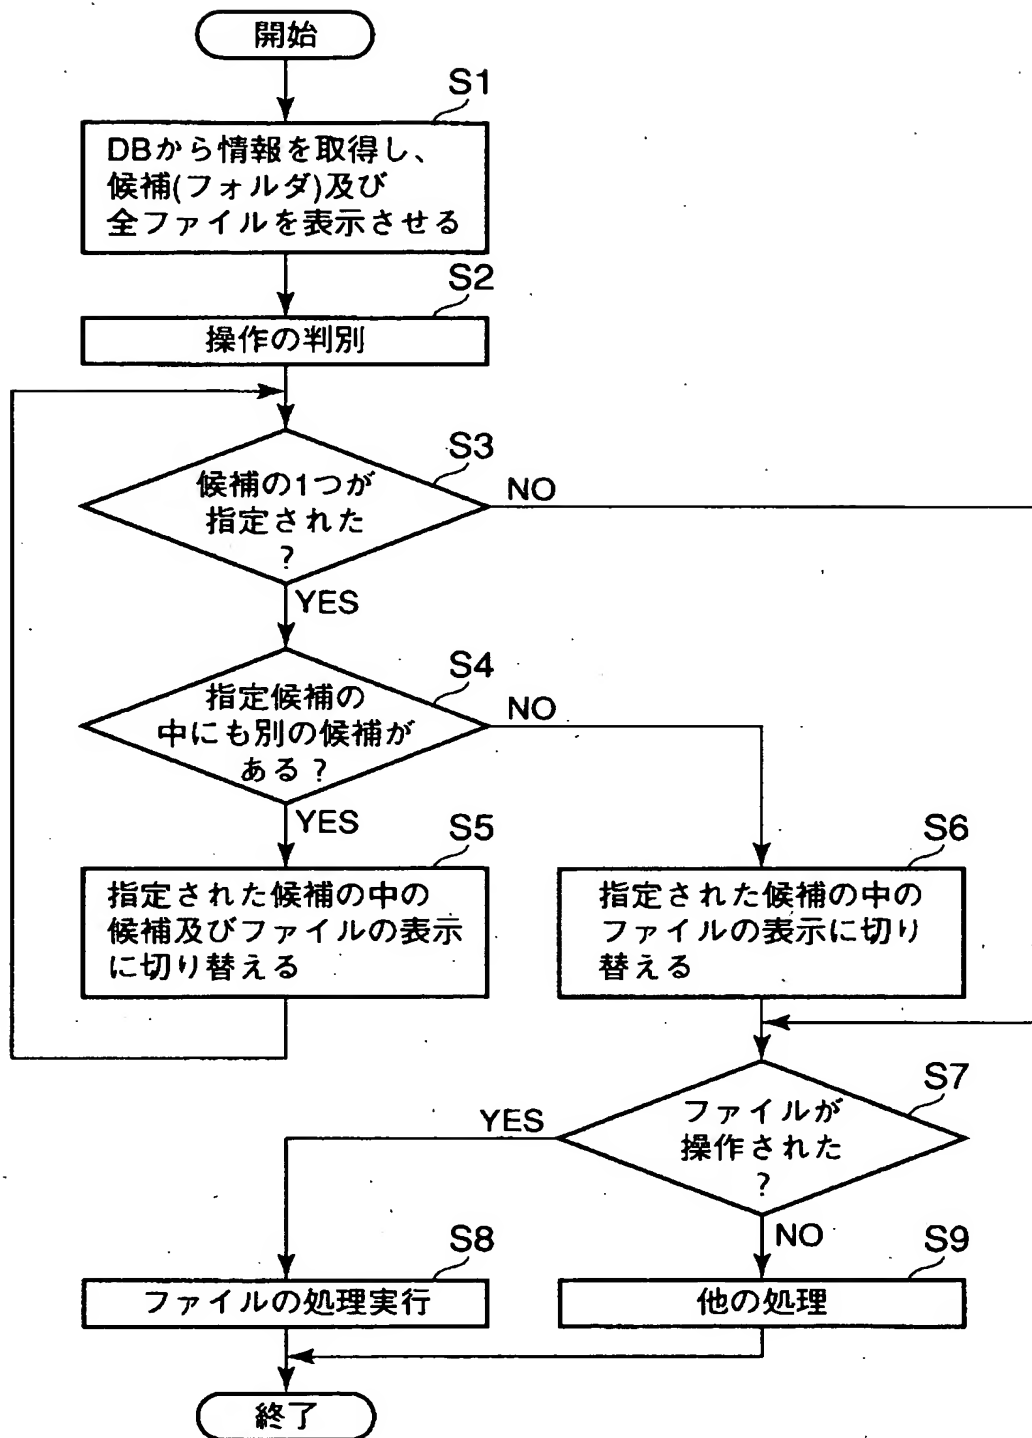 開始
S1
DBから情報を取得し、
候補(フォルダ)及び
全ファイルを表示させる
S2
操作の判別
S3
候補の1つが
指定された
?
NO
YES
S4
指定候補の
中にも別の候補が
ある?
NO
YES
S5
指定された候補の中の
候補及びファイルの表示
に切り替える
S6
指定された候補の中の
ファイルの表示に切り
替える
S7
ファイルが
操作された
?
YES
NO
S8
ファイルの処理実行
S9
他の処理
終了